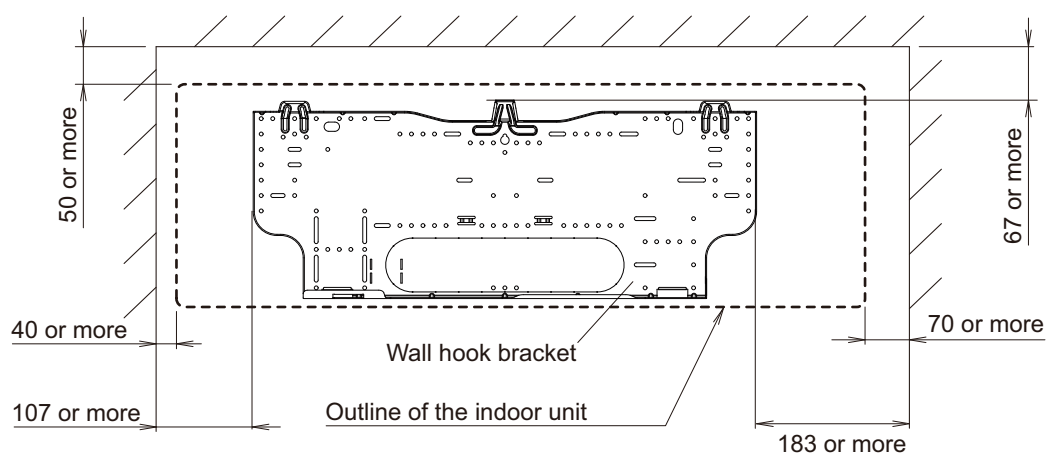 50 or more
67 or more
40 or more
70 or more
Wall hook bracket
107 or more
Outline of the indoor unit
183 or more